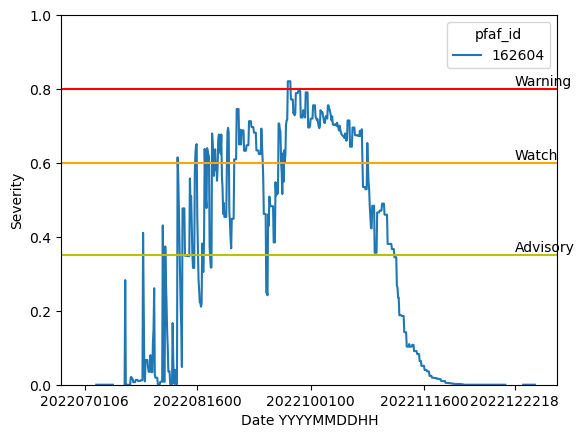 pfaf_id
162604
1.0
0.8
0.6
0.4
0.2
0.0
Severity
Warning
Watch
Advisory
2022070106
2022081600
2022100100
2022111600
2022122218
Date YYYYMMDDHH